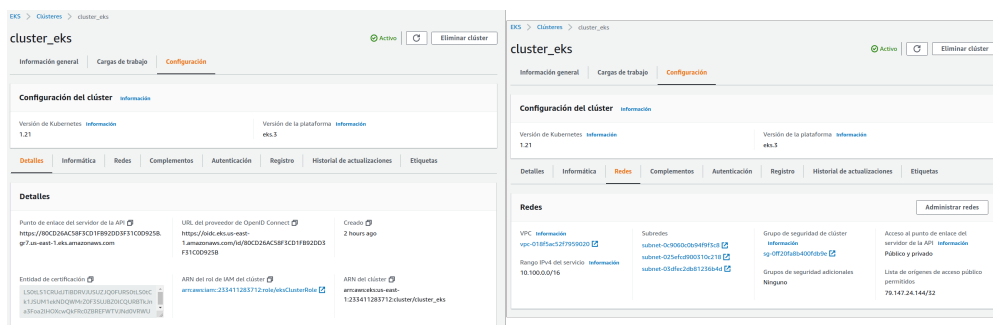 EKS > Clústeres > cluster_eks
cluster_eks
Activo
Eliminar clúster
Información general
Cargas de trabajo
Configuración
Configuración del clúster Información
Versión de Kubernetes Información
1.21
Versión de la plataforma Información
eks.3
Detalles
Informática
Redes
Complementos
Autenticación
Registro
Historial de actualizaciones
Etiquetas
Detalles
Punto de enlace del servidor de la API
https://80CD26AC58F3CD1FB92DD3F31C0D925B.
gr7.us-east-1.eks.amazonaws.com
URL del proveedor de OpenID Connect
https://oidc.eks.us-east-
1.amazonaws.com/id/80CD26AC58F3CD1FB92DD3
F31C0D925B
Creado
2 hours ago
Entidad de certificación
ARN del rol de IAM del clúster
arn:aws:iam::233411283712:role/eksClusterRole
ARN del clúster
arn:aws:eks:us-east-
1:233411283712:cluster/cluster_eks
EKS > Clústeres > cluster_eks
cluster_eks
Activo
Eliminar clúster
Información general
Cargas de trabajo
Configuración
Configuración del clúster Información
Versión de Kubernetes Información
1.21
Versión de la plataforma Información
eks.3
Detalles
Informática
Redes
Complementos
Autenticación
Registro
Historial de actualizaciones
Etiquetas
Redes
Administrar redes
VPC Información
vpc-018f5ac52f7959020
Rango IPv4 del servicio Información
10.100.0.0/16
Subredes
subnet-0c9060c0b94f9f3c8
subnet-025efrd900310c218
subnet-03dfec2db81236b4d
Grupo de seguridad de clúster
Información
sg-0ff20fa8b400fdb9e
Grupos de seguridad adicionales
Ninguno
Acceso al punto de enlace del
servidor de la API Información
Público y privado
Lista de orígenes de acceso público
permitidos
79.147.24.144/32